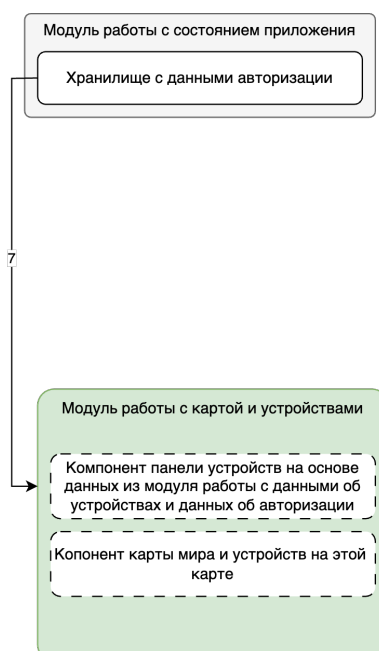 Модуль работы с состоянием приложения
Хранилище с данными авторизации
7
Модуль работы с картой и устройствами
Компонент панели устройств на основе
данных из модуля работы с данными об
устройствах и данных об авторизации
Копонент карты мира и устройств на этой
карте